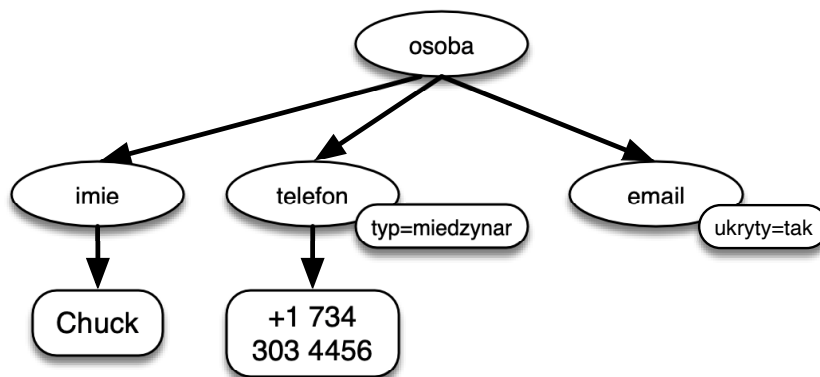 osoba
imie
telefon
email
typ=miedzynar
ukryty=tak
Chuck
+1 734
303 4456